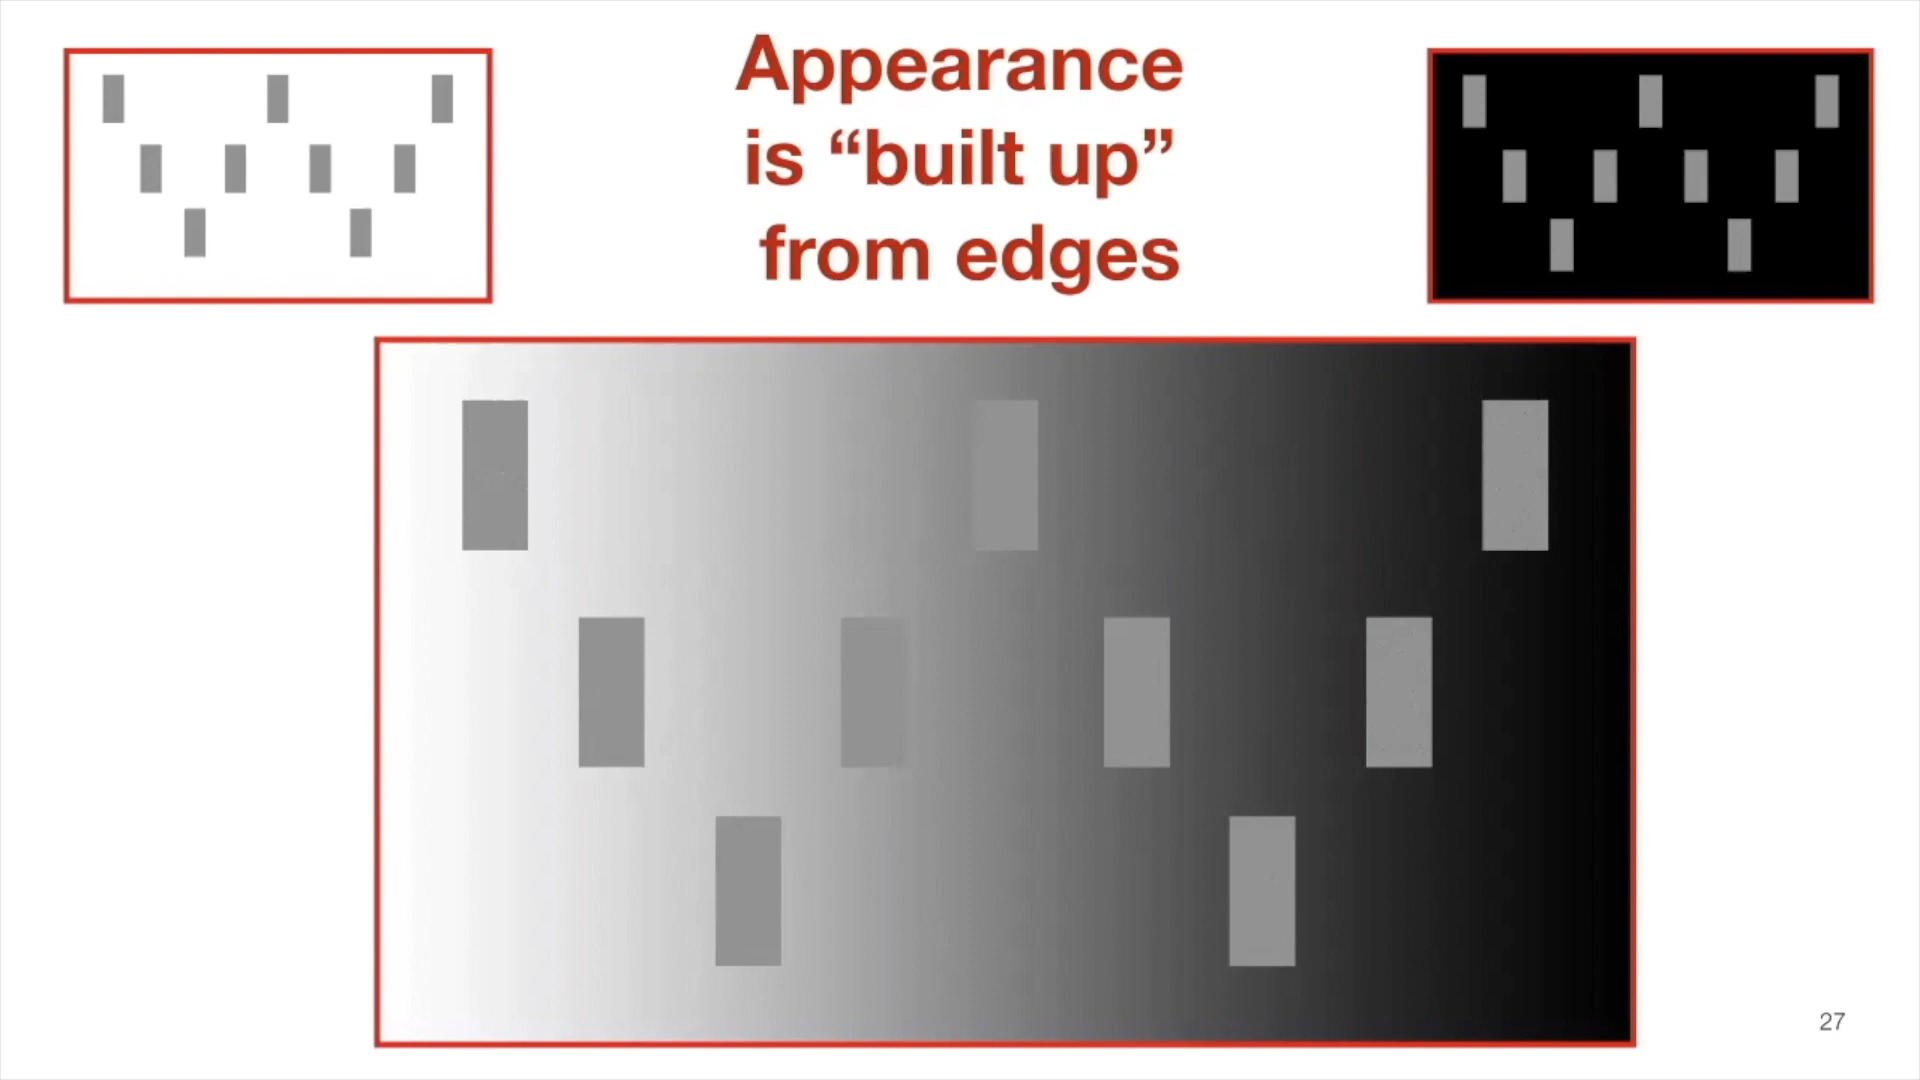 Appearance
is “built up”
from edges
27